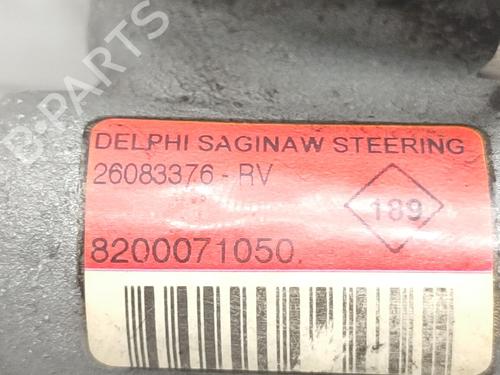 B-PARTS
DELPHI SAGINAW STEERING
26083376-RV
189
8200071050.